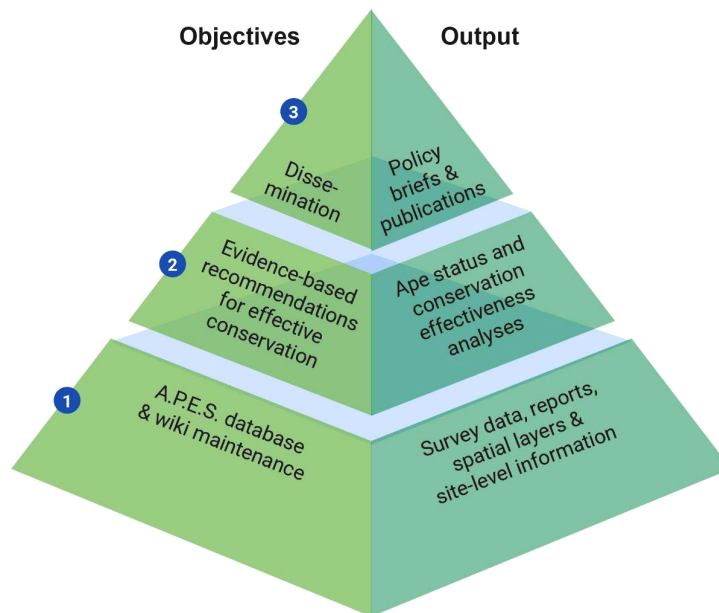 Objectives
Output
3
Disse-
mination
Policy
briefs &
publications
2
Evidence-based
recommendations
for effective
conservation
Ape status and
conservation
effectiveness
analyses
1
A.P.E.S. database
& wiki maintenance
Survey data, reports,
spatial layers &
site-level information